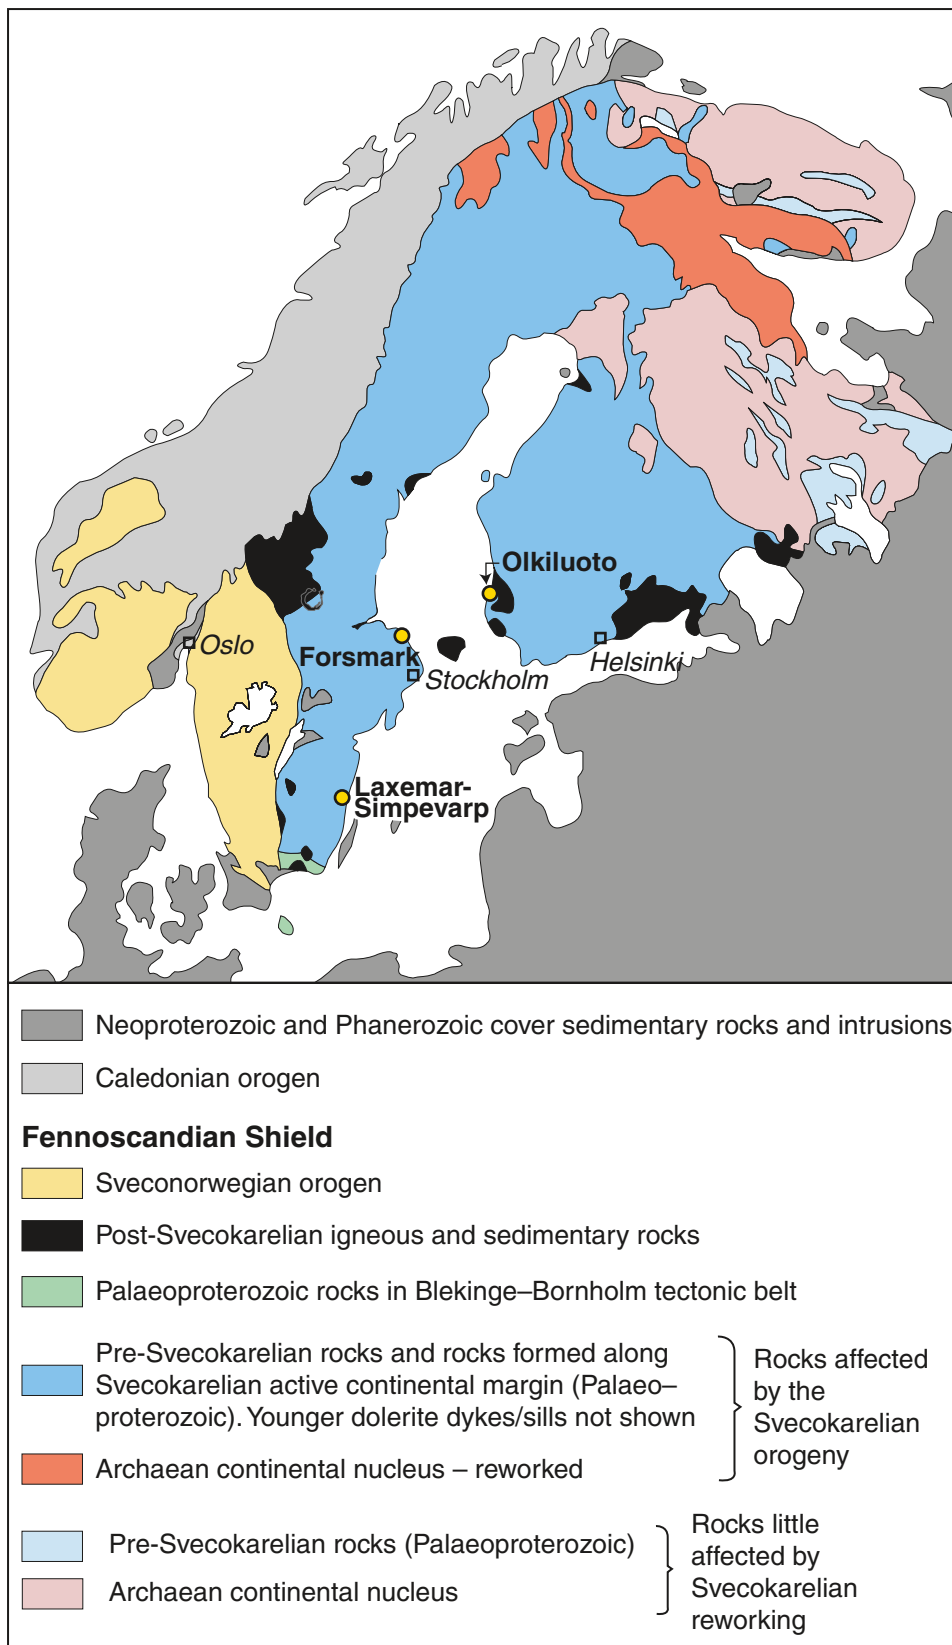 Olkiluoto
Oslo
Forsmark
Stockholm
Helsinki
Laxemar-
Simpevarp
Neoproterozoic and Phanerozoic cover sedimentary rocks and intrusions
Caledonian orogen
Fennoscandian Shield
Sveconorwegian orogen
Post-Svecokarelian igneous and sedimentary rocks
Palaeoproterozoic rocks in Blekinge–Bornholm tectonic belt
Pre-Svecokarelian rocks and rocks formed along
Svecokarelian active continental margin (Palaeo–
proterozoic). Younger dolerite dykes/sills not shown
Rocks affected
by the
Svecokarelian
orogeny
Archaean continental nucleus – reworked
Pre-Svecokarelian rocks (Palaeoproterozoic)
Archaean continental nucleus
Rocks little
affected by
Svecokarelian
reworking